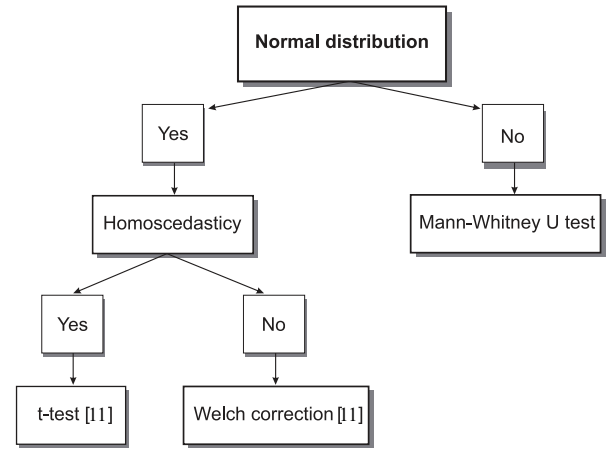 Normal distribution
Yes
No
Homoscedasticy
Mann-Whitney U test
Yes
No
t-test [11]
Welch correction [11]